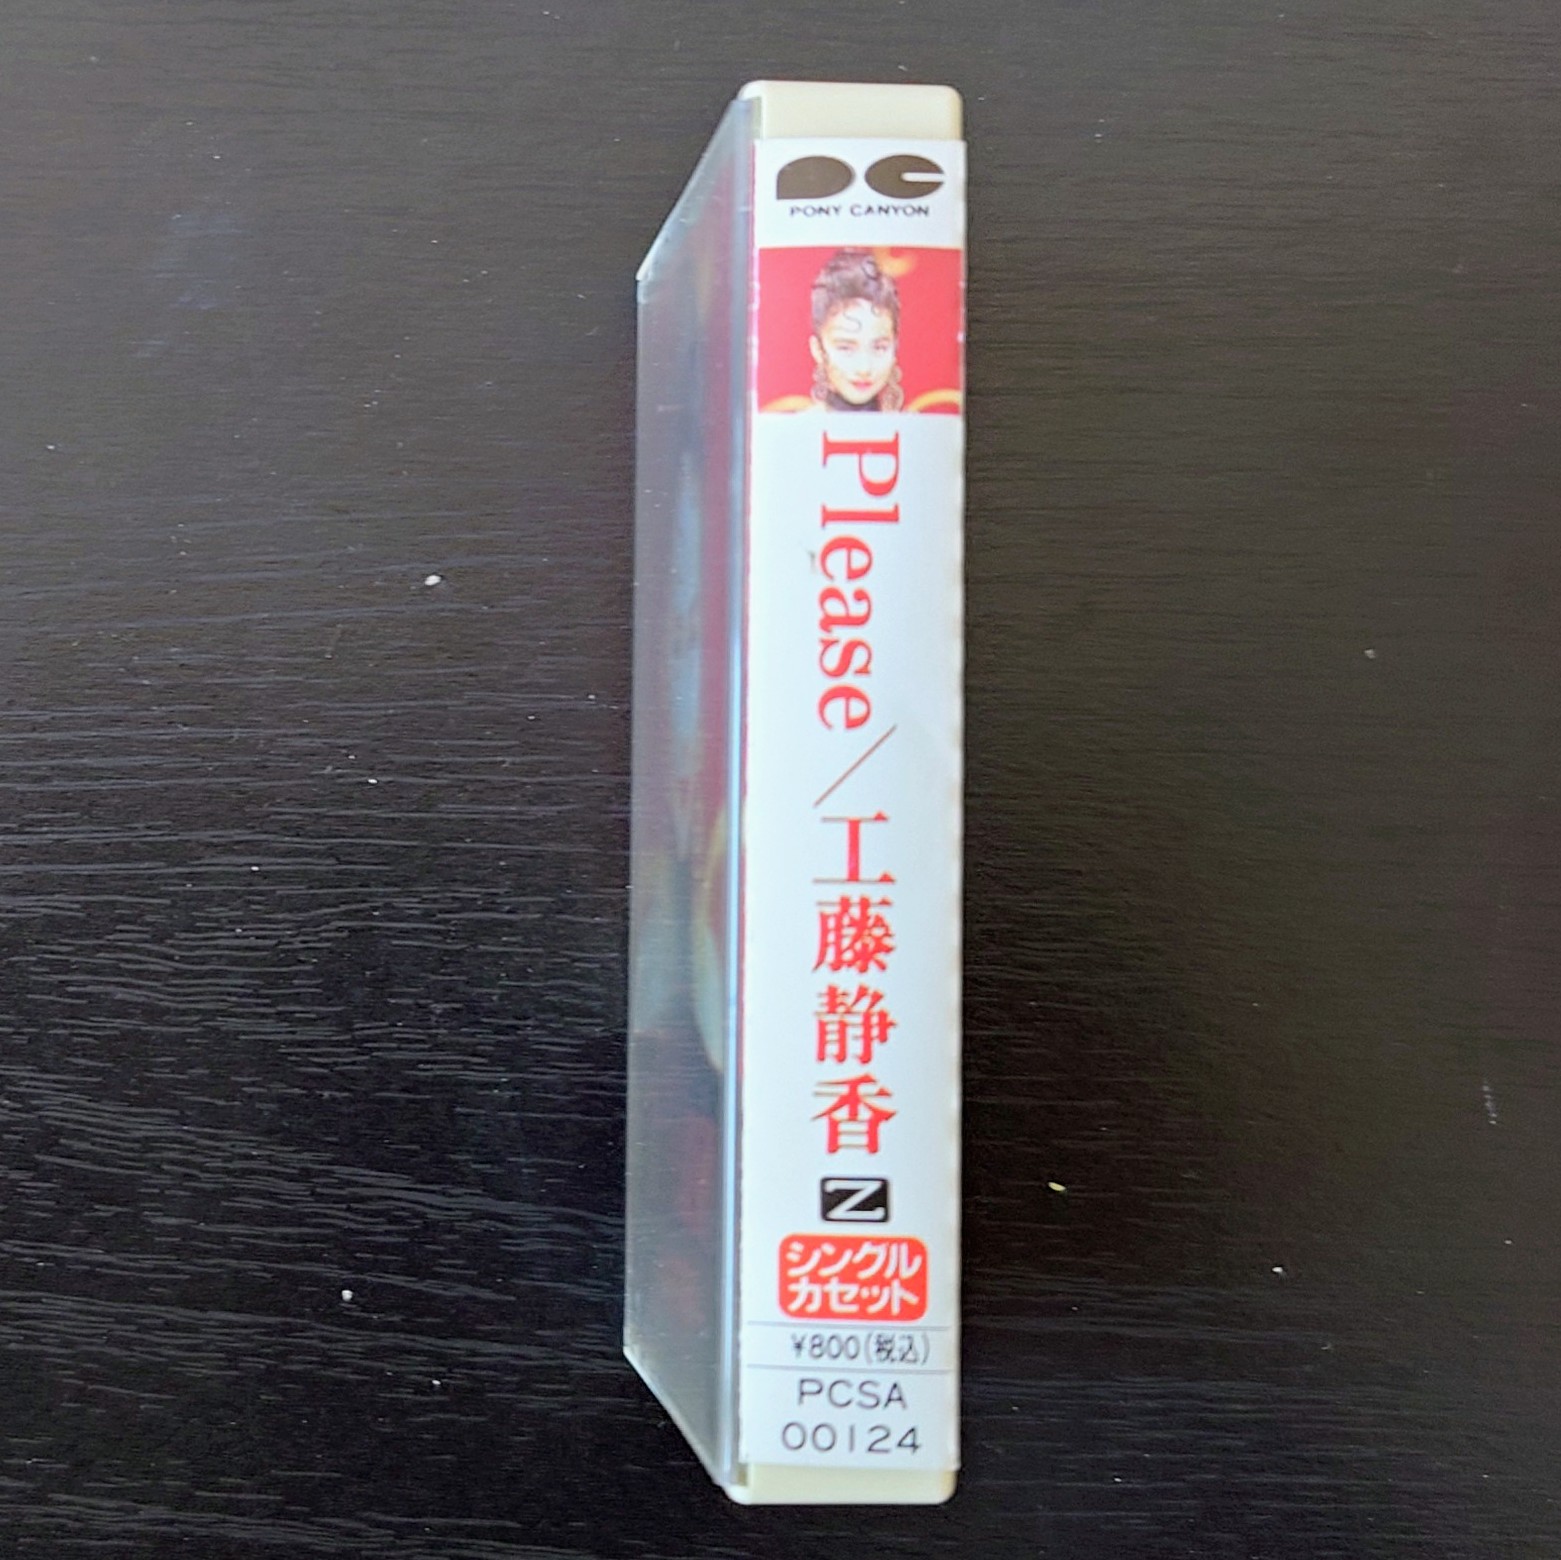 PC
PONY CANYON
Please／工藤静香
Z
シングル
カセット
¥800(税込)
PCSA
00124